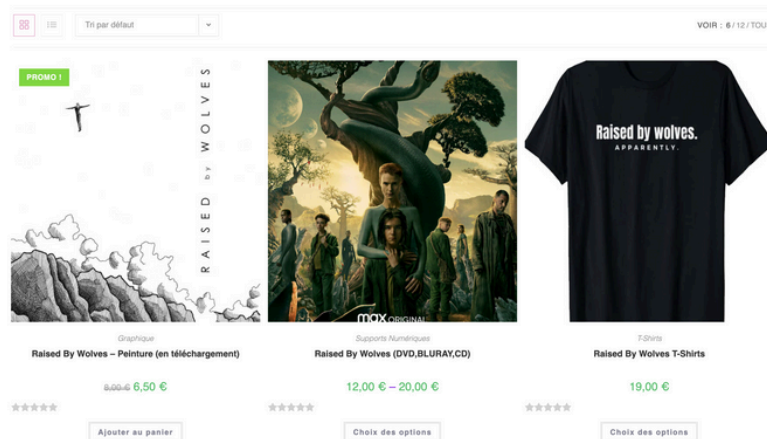 Tri par défaut
VOIR : 6 / 12 / TOU
PROMO !
RAISED by WOLVES
max ORIGINAL
Raised by wolves.
APPARENTLY.
Graphique
Supports Numériques
T-Shirts
Raised By Wolves – Peinture (en téléchargement)
Raised By Wolves (DVD,BLURAY,CD)
Raised By Wolves T-Shirts
8,00 € 6,50 €
12,00 € – 20,00 €
19,00 €
Ajouter au panier
Choix des options
Choix des options